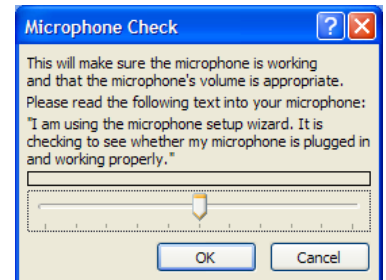 Microphone Check
This will make sure the microphone is working
and that the microphone's volume is appropriate.
Please read the following text into your microphone:
"I am using the microphone setup wizard. It is
checking to see whether my microphone is plugged in
and working properly."
OK Cancel